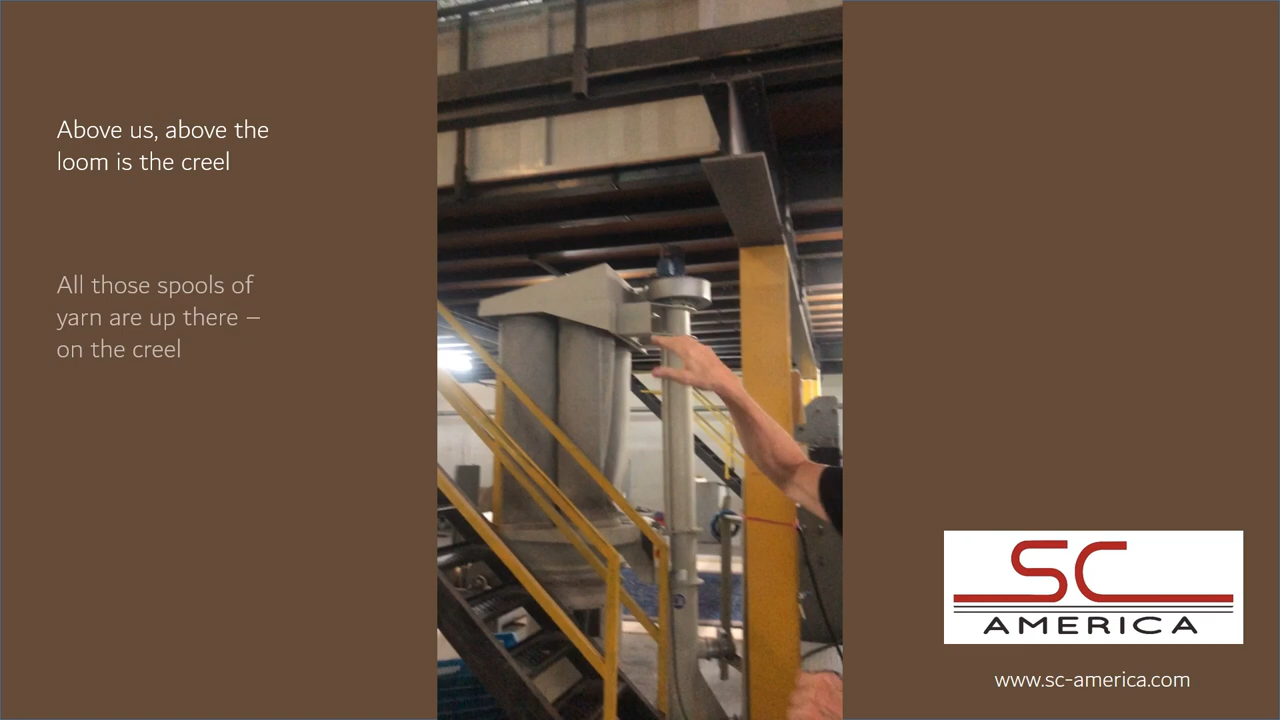 Above us, above the
loom is the creel
All those spools of
yarn are up there –
on the creel
SC
AMERICA
www.sc-america.com